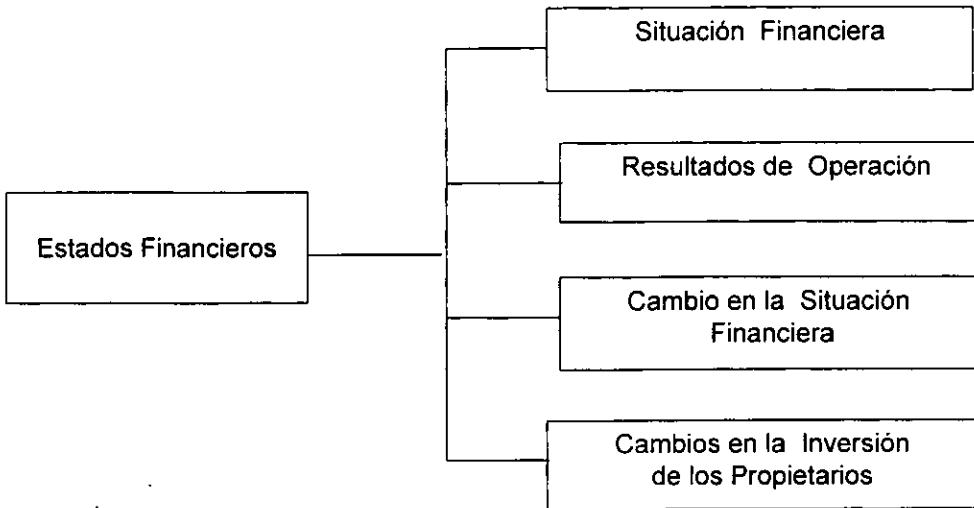 Situación Financiera
Resultados de Operación
Estados Financieros
Cambio en la Situación
Financiera
Cambios en la Inversión
de los Propietarios